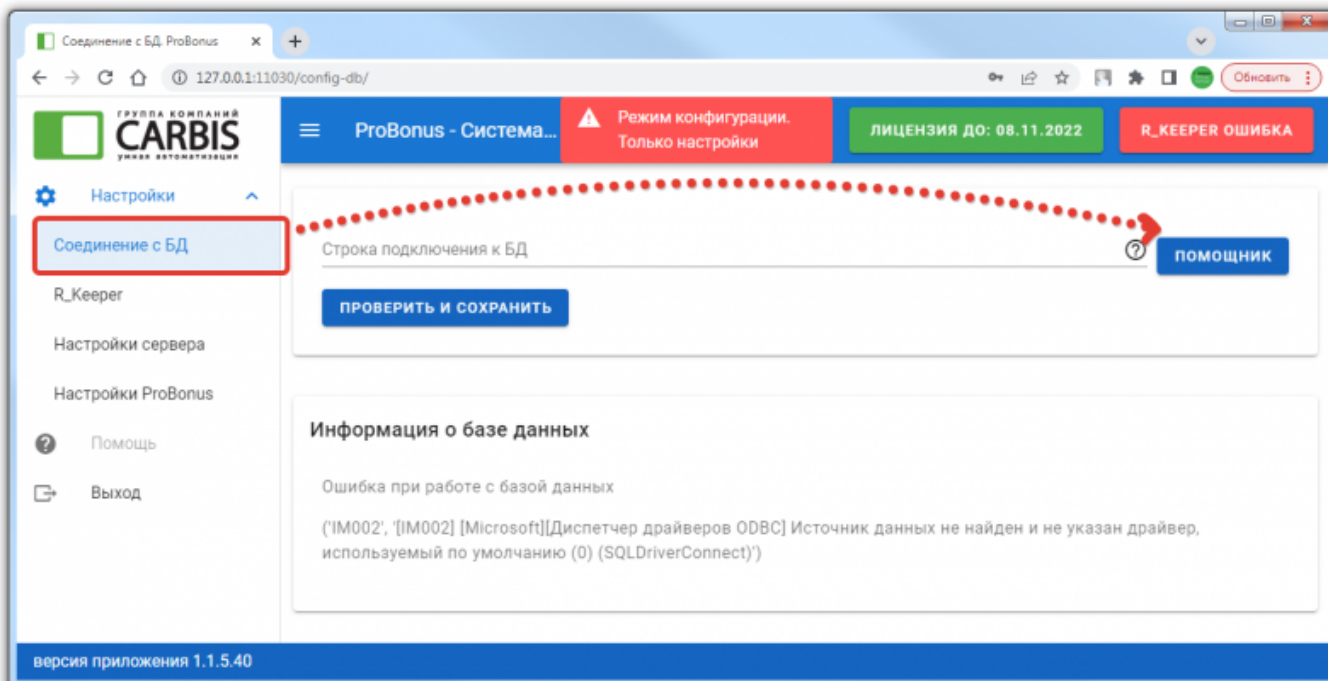 Соединение с БД. ProBonus
127.0.0.1:11030/config-db/
Обновить
ГРУППА КОМПАНИЙ
CARBIS
умная автоматизация
ProBonus - Система...
Режим конфигурации.
Только настройки
ЛИЦЕНЗИЯ ДО: 08.11.2022
R_KEEPER ОШИБКА
Настройки
Соединение с БД
R_Keeper
Настройки сервера
Настройки ProBonus
Помощь
Выход
Строка подключения к БД
ПОМОЩНИК
ПРОВЕРИТЬ И СОХРАНИТЬ
Информация о базе данных
Ошибка при работе с базой данных
('IM002', '[IM002] [Microsoft][Диспетчер драйверов ODBC] Источник данных не найден и не указан драйвер,
используемый по умолчанию (0) (SQLDriverConnect)')
версия приложения 1.1.5.40